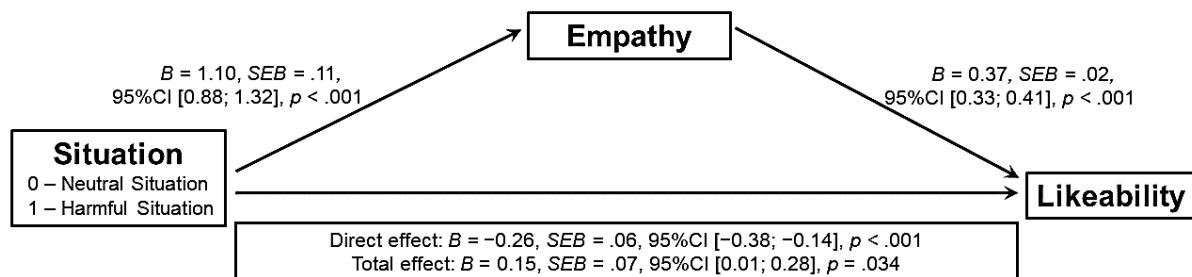 Empathy
B = 1.10, SEB = .11,
95%CI [0.88; 1.32], p < .001
B = 0.37, SEB = .02,
95%CI [0.33; 0.41], p < .001
Situation
0 – Neutral Situation
1 – Harmful Situation
Likeability
Direct effect: B = −0.26, SEB = .06, 95%CI [−0.38; −0.14], p < .001
Total effect: B = 0.15, SEB = .07, 95%CI [0.01; 0.28], p = .034